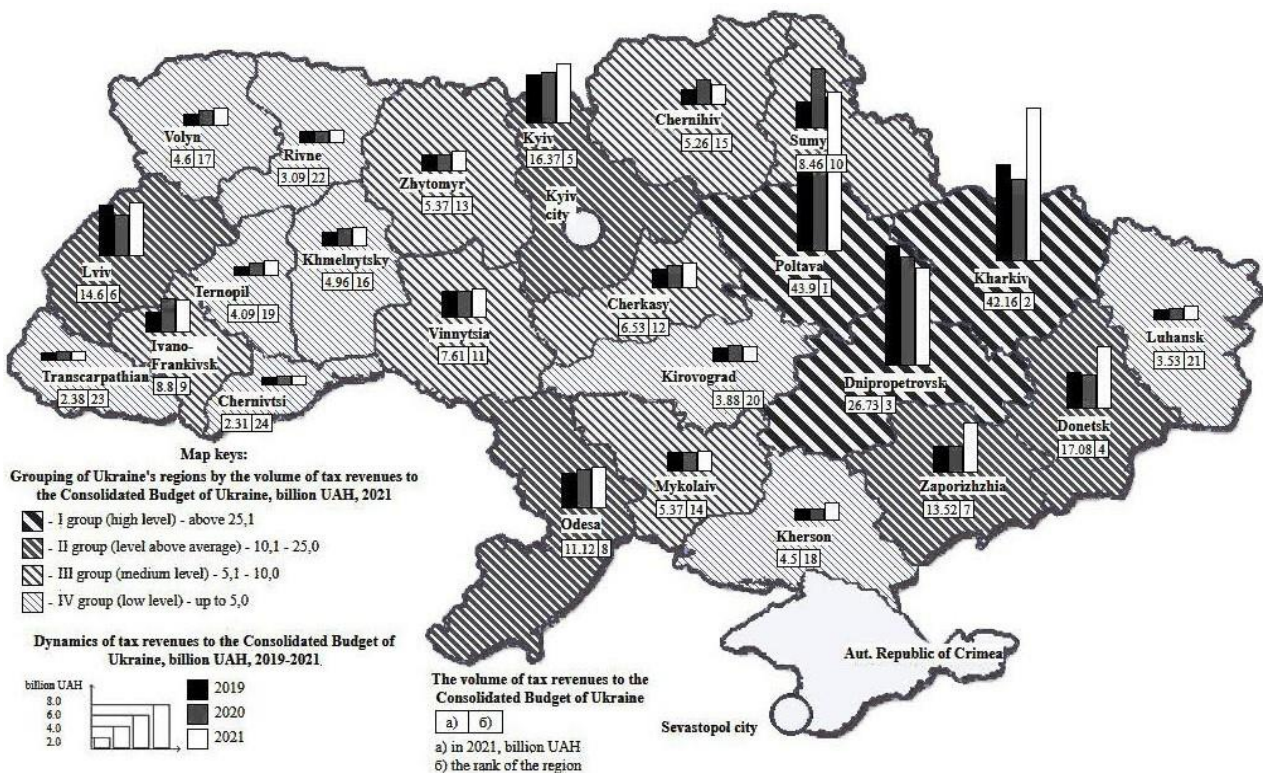 Volyn
4.6 17
Rivne
3.09 22
Zhytomyr
5.37 13
Kyiv
16.37 5
Kyiv
city
Chernihiv
5.26 15
Sumy
8.46 10
Lviv
14.6 6
Ternopil
4.09 19
Khmelnytsky
4.96 16
Vinnytsia
7.61 11
Cherkasy
6.53 12
Poltava
43.9 1
Kharkiv
42.16 2
Luhansk
3.53 21
Transcarpathian
2.38 23
Ivano-
Frankivsk
8.8 9
Chernivtsi
2.31 24
Kirovograd
3.88 20
Dnipropetrovsk
26.73 3
Donetsk
17.08 4
Odesa
11.12 8
Mykolaiv
5.37 14
Zaporizhzhia
13.52 7
Kherson
4.5 18
Aut. Republic of Crimea
Sevastopol city
Map keys:
Grouping of Ukraine's regions by the volume of tax revenues to
the Consolidated Budget of Ukraine, billion UAH, 2021
- I group (high level) - above 25,1
- II group (level above average) - 10,1 - 25,0
- III group (medium level) - 5,1 - 10,0
- IV group (low level) - up to 5,0
Dynamics of tax revenues to the Consolidated Budget of
Ukraine, billion UAH, 2019-2021
billion UAH
8.0
6.0
4.0
2.0
2019
2020
2021
The volume of tax revenues to the
Consolidated Budget of Ukraine
а) б)
а) in 2021, billion UAH
б) the rank of the region